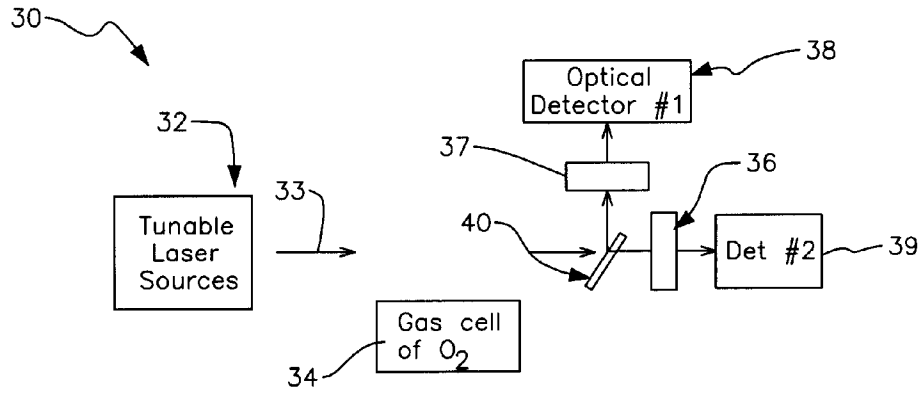 30
38
Optical
Detector #1
32
37
36
33
Tunable
Laser
Sources
40
Det #2
39
Gas cell
of O2
34